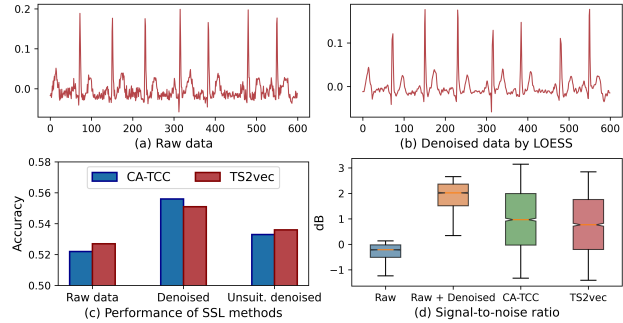 0.2
0.1
0.0
0 100 200 300 400 500 600
(a) Raw data
0.1
0.0
0 100 200 300 400 500 600
(b) Denoised data by LOESS
Accuracy
0.58
0.56
0.54
0.52
0.50
CA-TCC TS2vec
Raw data Denoised Unsuit. denoised
(c) Performance of SSL methods
dB
3
2
1
0
−1
Raw Raw + Denoised CA-TCC TS2vec
(d) Signal-to-noise ratio